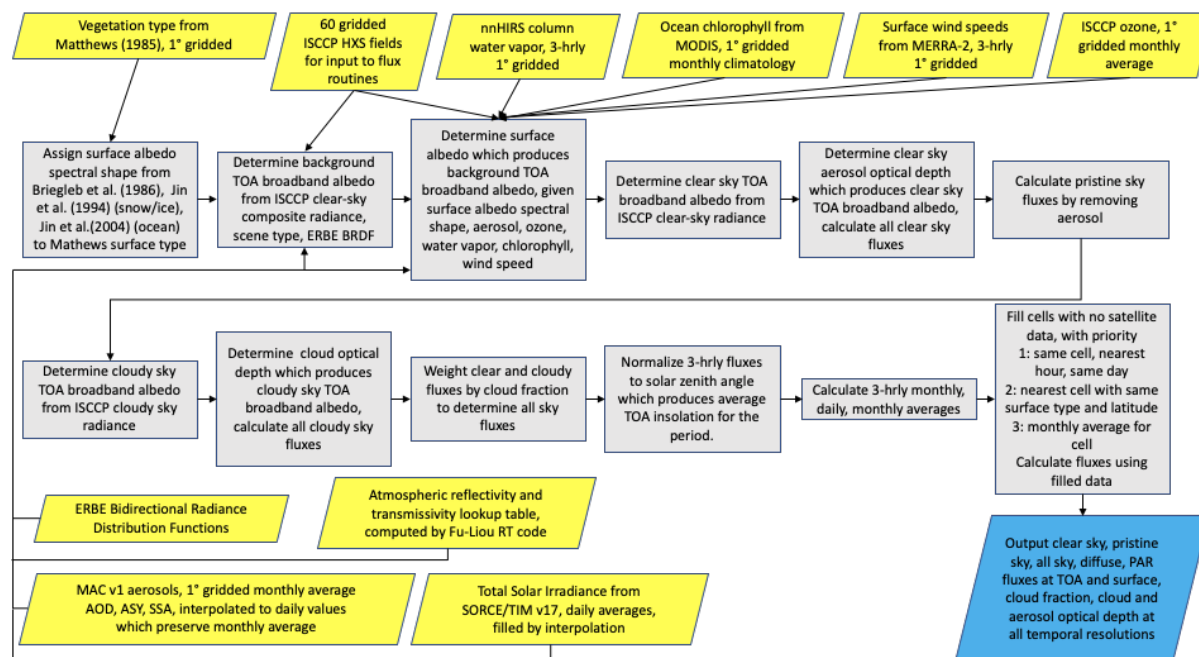 Vegetation type from
Matthews (1985), 1° gridded
60 gridded
ISCCP HXS fields
for input to flux
routines
nnHIRS column
water vapor, 3-hrly
1° gridded
Ocean chlorophyll from
MODIS, 1° gridded
monthly climatology
Surface wind speeds
from MERRA-2, 3-hrly
1° gridded
ISCCP ozone, 1°
gridded monthly
average
Assign surface albedo
spectral shape from
Briegleb et al. (1986), Jin
et al. (1994) (snow/ice),
Jin et al.(2004) (ocean)
to Mathews surface type
Determine background
TOA broadband albedo
from ISCCP clear-sky
composite radiance,
scene type, ERBE BRDF
Determine surface
albedo which produces
background TOA
broadband albedo, given
surface albedo spectral
shape, aerosol, ozone,
water vapor, chlorophyll,
wind speed
Determine clear sky TOA
broadband albedo from
ISCCP clear-sky radiance
Determine clear sky
aerosol optical depth
which produces clear sky
TOA broadband albedo,
calculate all clear sky
fluxes
Calculate pristine sky
fluxes by removing
aerosol
Determine cloudy sky
TOA broadband albedo
from ISCCP cloudy sky
radiance
Determine cloud optical
depth which produces
cloudy sky TOA
broadband albedo,
calculate all cloudy sky
fluxes
Weight clear and cloudy
fluxes by cloud fraction
to determine all sky
fluxes
Normalize 3-hrly fluxes
to solar zenith angle
which produces average
TOA insolation for the
period.
Calculate 3-hrly monthly,
daily, monthly averages
Fill cells with no satellite
data, with priority
1: same cell, nearest
hour, same day
2: nearest cell with same
surface type and latitude
3: monthly average for
cell
Calculate fluxes using
filled data
ERBE Bidirectional Radiance
Distribution Functions
Atmospheric reflectivity and
transmissivity lookup table,
computed by Fu-Liou RT code
MAC v1 aerosols, 1° gridded monthly average
AOD, ASY, SSA, interpolated to daily values
which preserve monthly average
Total Solar Irradiance from
SORCE/TIM v17, daily averages,
filled by interpolation
Output clear sky, pristine
sky, all sky, diffuse, PAR
fluxes at TOA and surface,
cloud fraction, cloud and
aerosol optical depth at
all temporal resolutions